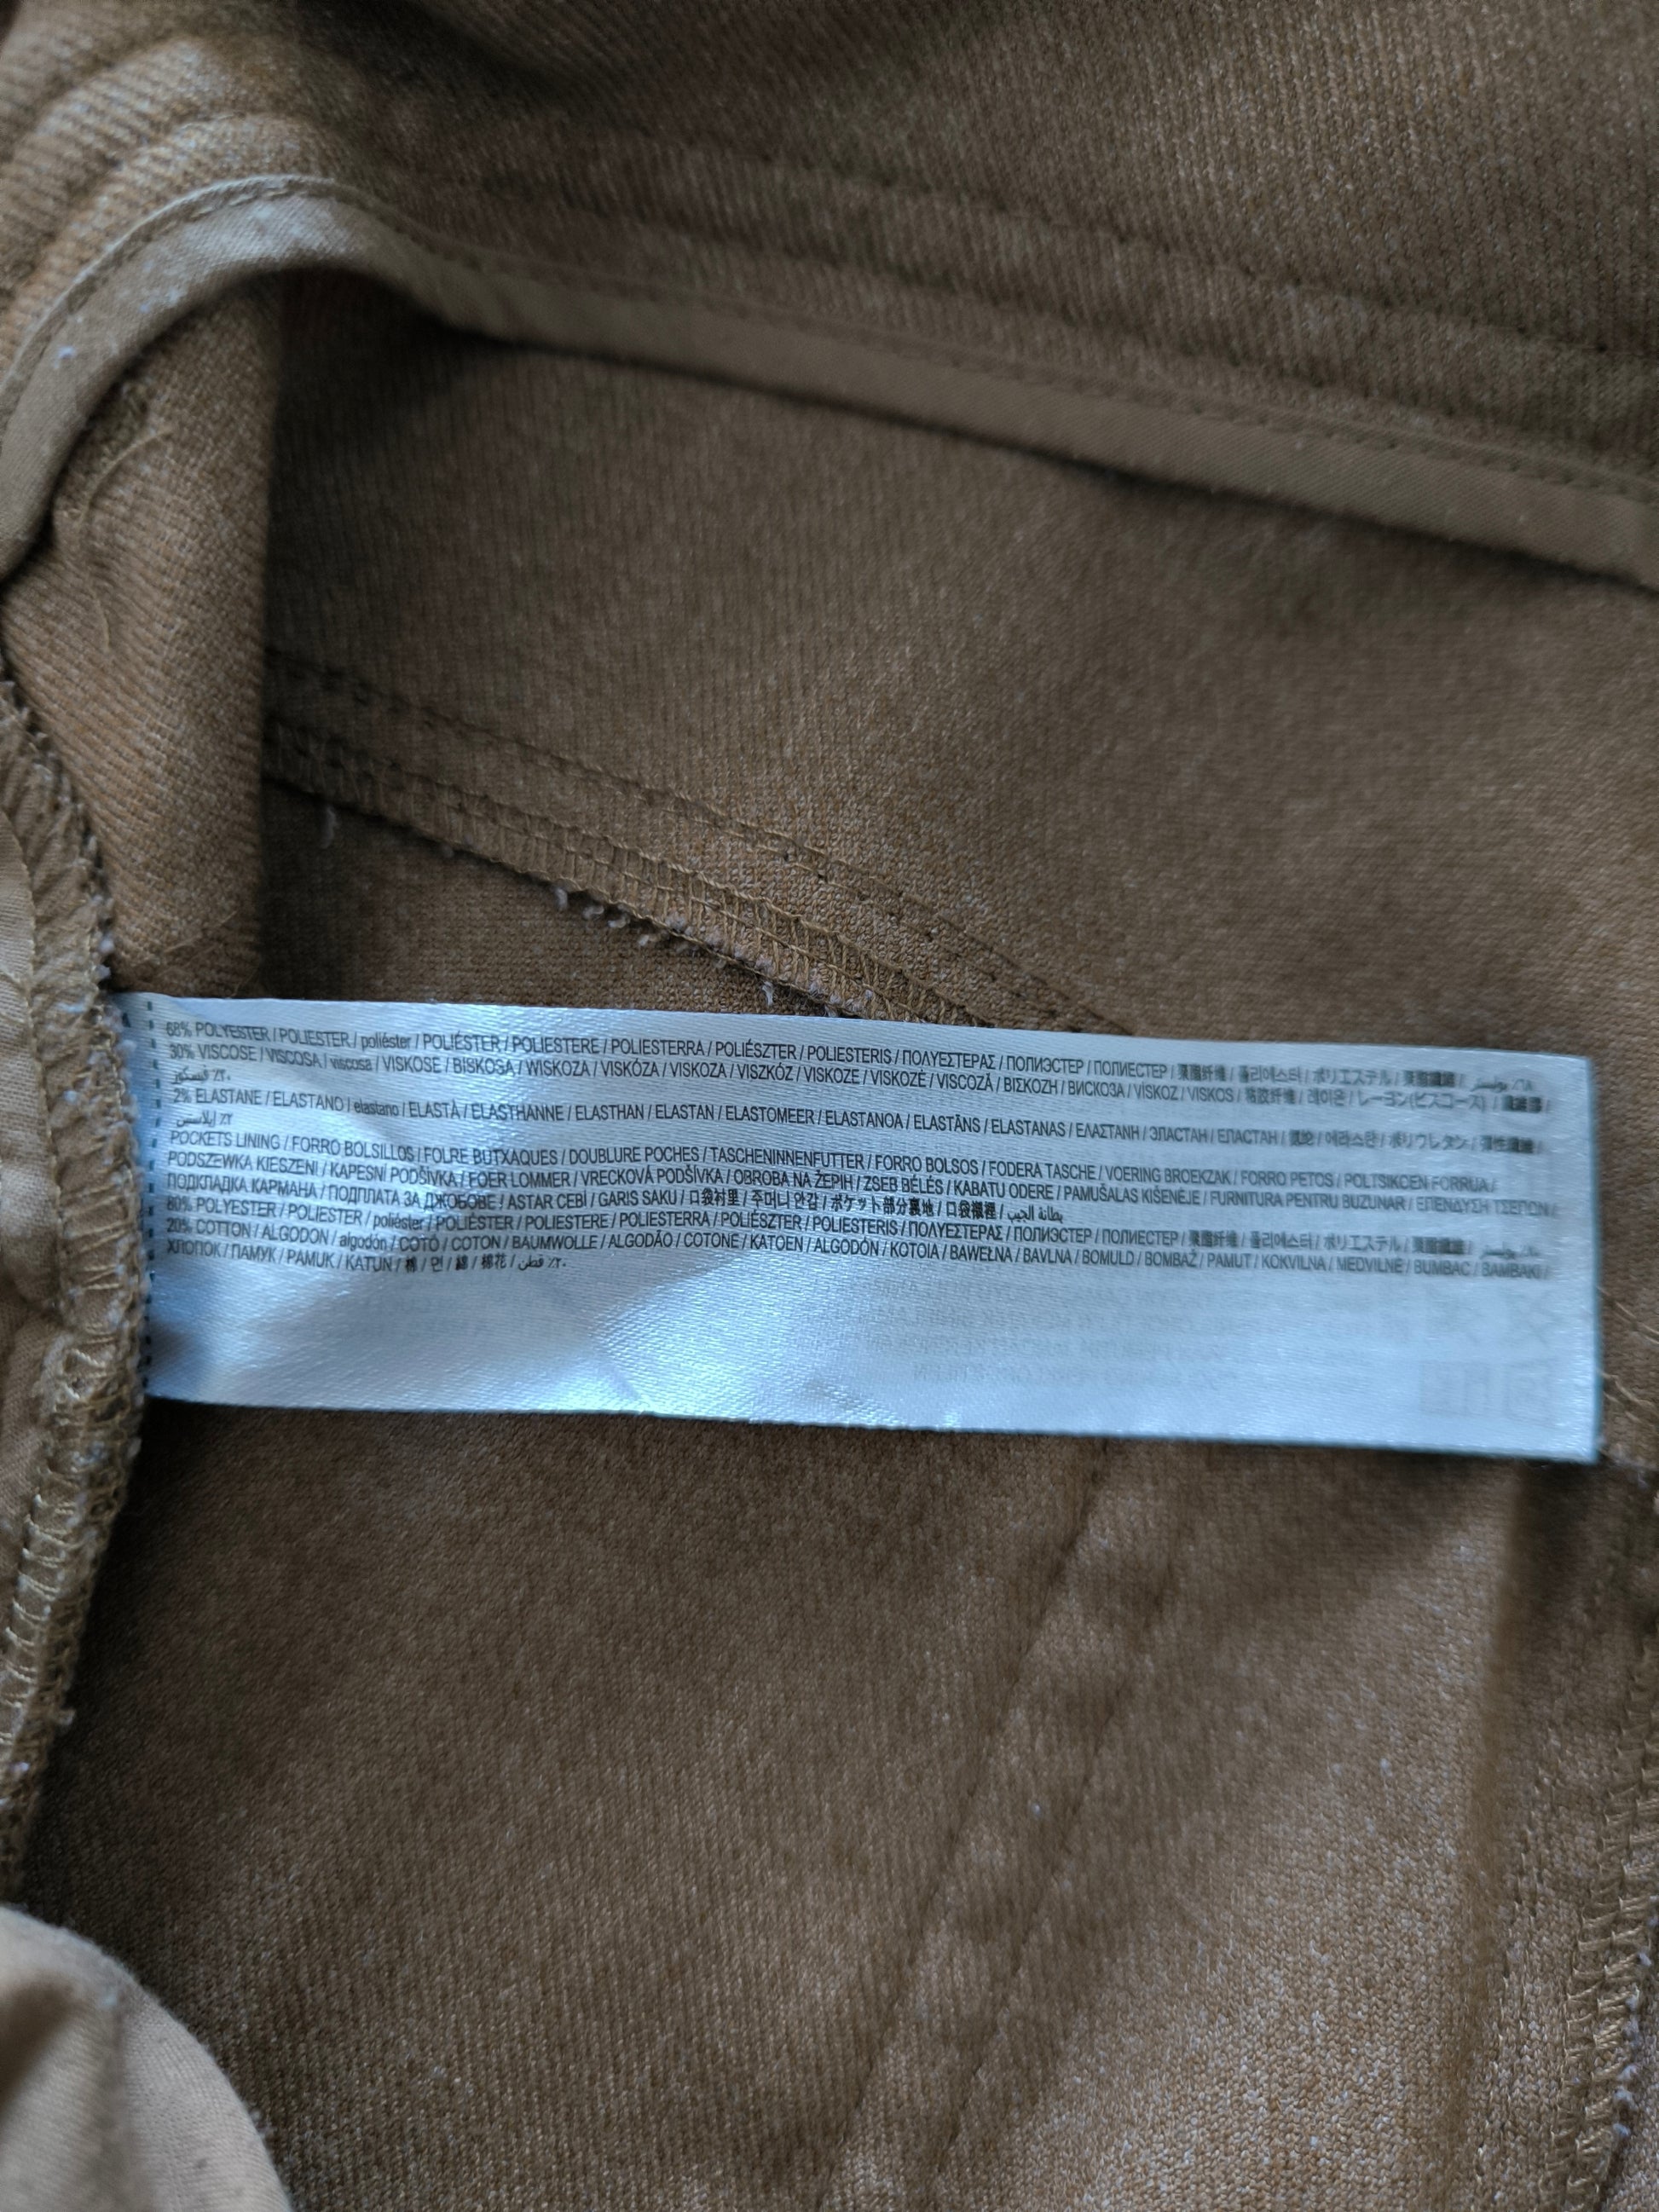 68% POLYESTER / POLIESTER / poliéster / POLIÉSTER / POLIESTERE / POLIESTERRA / POLIÉSZTER / POLIESTERIS / ΠΟΛΥΕΣΤΕΡΑΣ / ПОЛИЭСТЕР / ПОЛИЕСТЕР / 聚酯纤维 / 폴리에스터 / ポリエステル / 聚酯纖維 / بوليستر ٪٦٨
30% VISCOSE / VISCOSA / viscosa / VISKOSE / BISKOSA / WISKOZA / VISKÓZA / VISKOZA / VISZKÓZ / VISKOZE / VISKOZĖ / VISCOZĂ / ΒΙΣΚΟΖΗ / ВИСКОЗА / VİSKOZ / VISKOS / 粘胶纤维 / 레이온 / レーヨン(ビスコース) /
فيسكوز ٪٣٠
2% ELASTANE / ELASTANO / elastano / ELASTÀ / ELASTHANNE / ELASTHAN / ELASTAN / ELASTOMEER / ELASTANOA / ELASTĀNS / ELASTANAS / ΕΛΑΣΤΑΝΗ / ЭЛАСТАН / ЕЛАСТАН / 氨纶 / 에라스판 / ポリウレタン / 彈性纖維 /
إيلاستين ٪٢
POCKETS LINING / FORRO BOLSILLOS / FOLRE BUTXAQUES / DOUBLURE POCHES / TASCHENINNENFUTTER / FORRO BOLSOS / FODERA TASCHE / VOERING BROEKZAK / FORRO PETOS / POLTSIKOEN FORRUA /
PODSZEWKA KIESZENI / KAPESNÍ PODŠÍVKA / FOER LOMMER / VRECKOVÁ PODŠÍVKA / OBROBA NA ŽEPIH / ZSEB BÉLÉS / KABATU ODERE / PAMUŠALAS KIŠENĖJE / FURNITURA PENTRU BUZUNAR / ΕΠΕΝΔΥΣΗ ΤΣΕΠΩΝ /
ПОДКЛАДКА КАРМАНА / ПОДПЛАТА ЗА ДЖОБОВЕ / ASTAR CEBİ / GARIS SAKU / 口袋衬里 / 주머니 안감 / ポケット部分裏地 / 口袋襯裡 / بطانة الجيب
80% POLYESTER / POLIESTER / poliéster / POLIÉSTER / POLIESTERE / POLIESTERRA / POLIÉSZTER / POLIESTERIS / ΠΟΛΥΕΣΤΕΡΑΣ / ПОЛИЭСТЕР / ПОЛИЕСТЕР / 聚酯纤维 / 폴리에스터 / ポリエステル / 聚酯纖維 / بوليستر ٪٨٠
20% COTTON / ALGODON / algodón / COTÓ / COTON / BAUMWOLLE / ALGODÃO / COTONE / KATOEN / ALGODÓN / KOTOIA / BAWEŁNA / BAVLNA / BOMULD / BOMBAŽ / PAMUT / KOKVILNA / MEDVILNĖ / BUMBAC / ΒΑΜΒΑΚΙ /
ХЛОПОК / ПАМУК / PAMUK / KATUN / 棉 / 면 / 綿 / 棉花 / قطن ٪٢٠